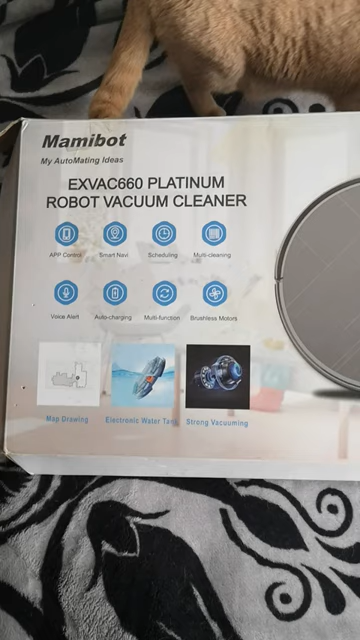 Mamibot
My AutoMating Ideas
EXVAC660 PLATINUM
ROBOT VACUUM CLEANER
APP Control
Smart Navi
Scheduling
Multi-cleaning
Voice Alert
Auto-charging
Multi-function
Brushless Motors
Map Drawing
Electronic Water Tank
Strong Vacuuming